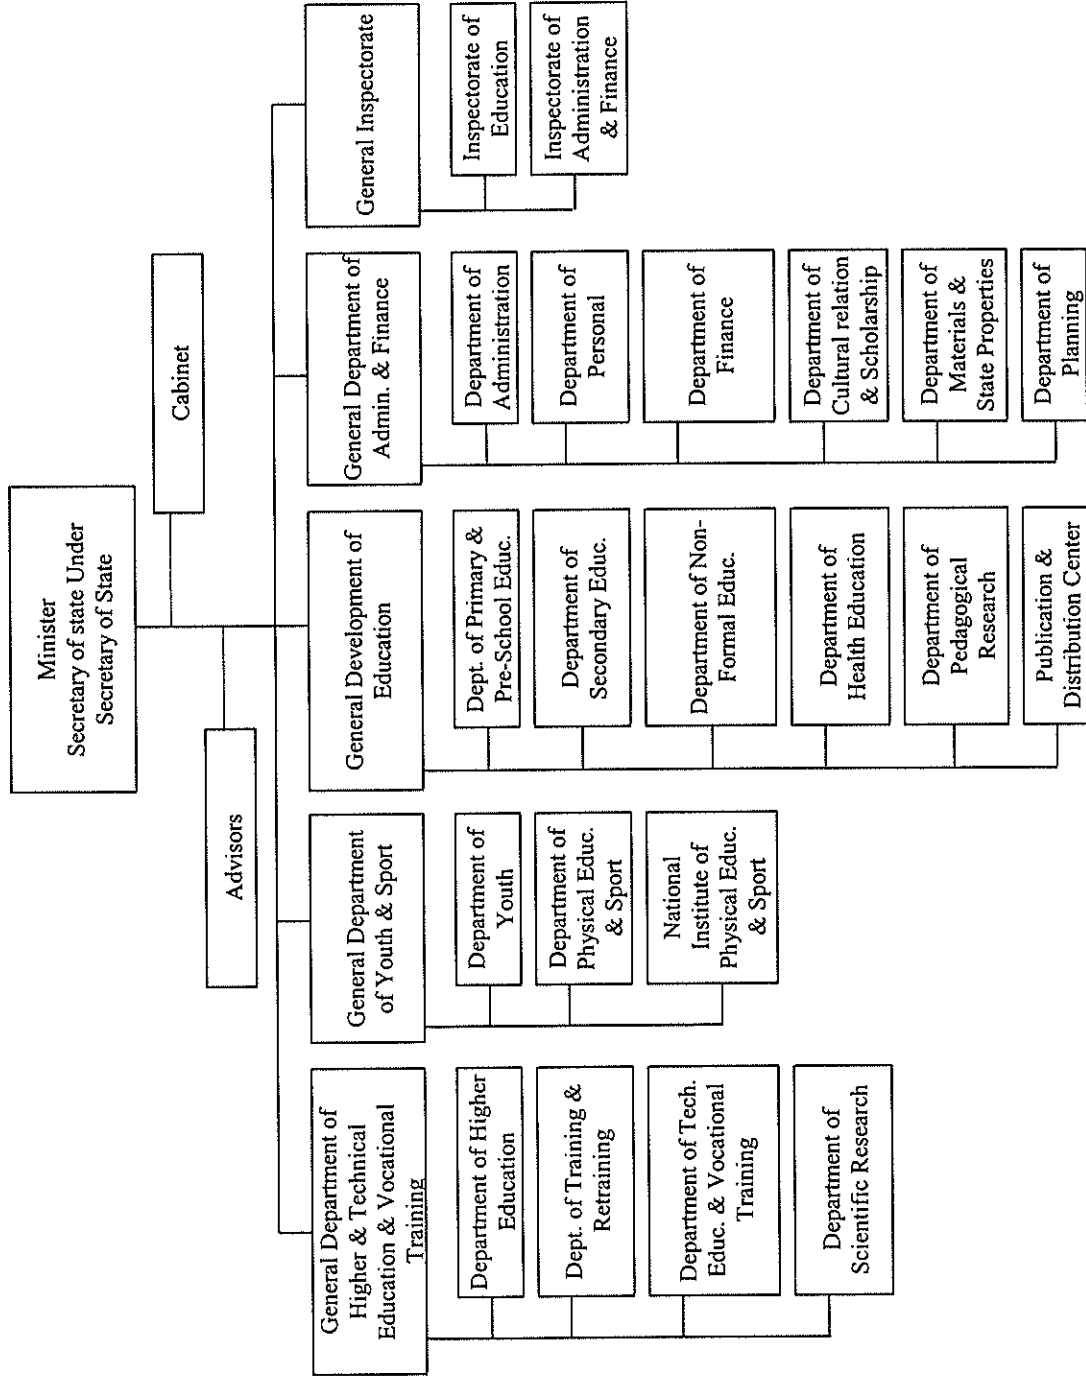 Minister
Secretary of state Under
Secretary of State
Cabinet
Advisors
General Department of
Higher & Technical
Education & Vocational
Training
Department of Higher
Education
Dept. of Training &
Retraining
Department of Tech.
Educ. & Vocational
Training
Department of
Scientific Research
General Department
of Youth & Sport
Department of
Youth
Department of
Physical Educ.
& Sport
National
Institute of
Physical Educ.
& Sport
General Development of
Education
Dept. of Primary &
Pre-School Educ.
Department of
Secondary Educ.
Department of Non-
Formal Educ.
Department of
Health Education
Department of
Pedagogical
Research
Publication &
Distribution Center
General Department of
Admin. & Finance
Department of
Administration
Department of
Personal
Department of
Finance
Department of
Cultural relation
& Scholarship
Department of
Materials &
State Properties
Department of
Planning
General Inspectorate
Inspectorate of
Education
Inspectorate of
Administration
& Finance